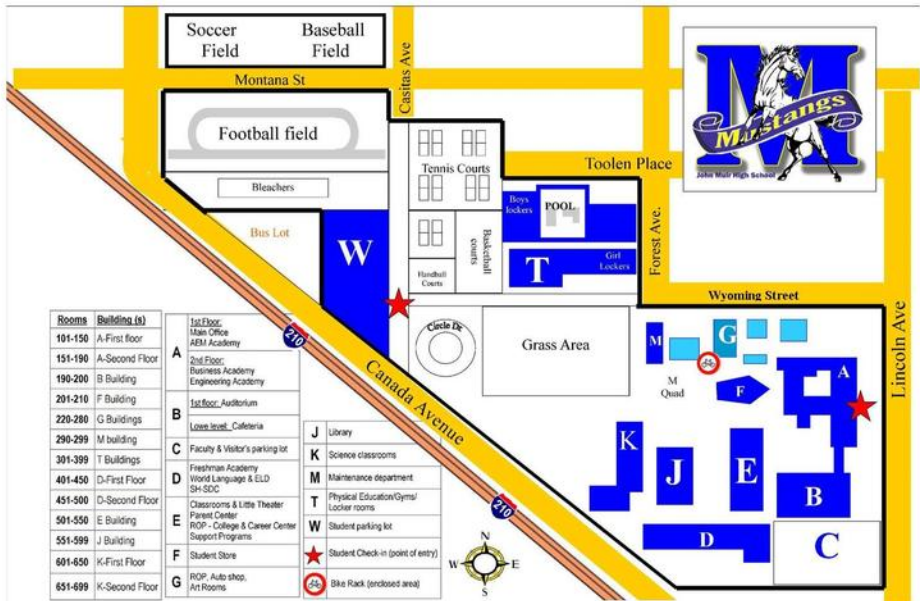 Soccer Field
Baseball Field
Casitas Ave
Montana St
Football field
M
Mustangs
John Muir High School
Toolen Place
Tennis Courts
Bleachers
Boys lockers
POOL
Forest Ave.
Bus Lot
W
Basketball courts
Handball Courts
T
Girl Lockers
Wyoming Street
Lincoln Ave
Circle Dr.
Grass Area
M
G
M Quad
F
A
210
Canada Avenue
K
J
E
B
D
C
210
Rooms Building (s)
101-150 A-First floor
151-190 A-Second Floor
190-200 B Building
201-210 F Building
220-280 G Buildings
290-299 M building
301-399 T Buildings
401-450 D-First Floor
451-500 D-Second Floor
501-550 E Building
551-599 J Building
601-650 K-First Floor
651-699 K-Second Floor
A
1st Floor:
Main Office
AEM Academy
2nd Floor:
Business Academy
Engineering Academy
B
1st floor: Auditorium
Lowe level: Cafeteria
C Faculty & Visitor's parking lot
D
Freshman Academy
World Language & ELD
SH-SDC
E
Classrooms & Little Theater
Parent Center
ROP - College & Career Center
Support Programs
F Student Store
G
ROP, Auto shop,
Art Rooms
J Library
K Science classrooms
M Maintenance department
T
Physical Education/Gyms/
Locker rooms
W Student parking lot
Student Check-in (point of entry)
Bike Rack (enclosed area)
N
W
E
S